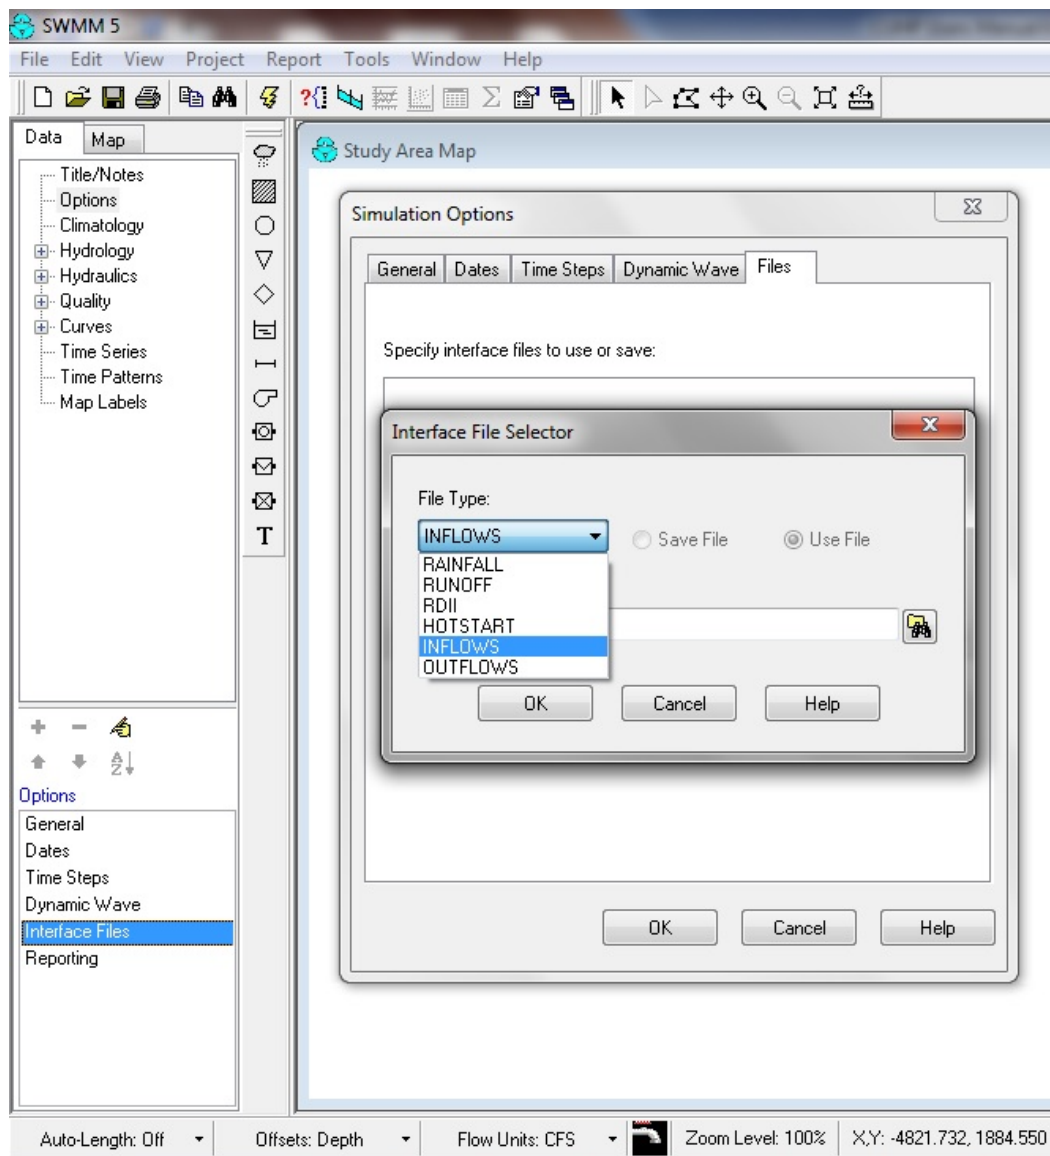 SWMM 5
File Edit View Project Report Tools Window Help
Data Map
Title/Notes
Options
Climatology
Hydrology
Hydraulics
Quality
Curves
Time Series
Time Patterns
Map Labels
T
Options
General
Dates
Time Steps
Dynamic Wave
Interface Files
Reporting
Study Area Map
Simulation Options
General Dates Time Steps Dynamic Wave Files
Specify interface files to use or save:
Interface File Selector
File Type:
INFLOWS Save File Use File
RAINFALL
RUNOFF
RDII
HOTSTART
INFLOWS
OUTFLOWS
OK Cancel Help
OK Cancel Help
Auto-Length: Off Offsets: Depth Flow Units: CFS Zoom Level: 100% X,Y: -4821.732, 1884.550